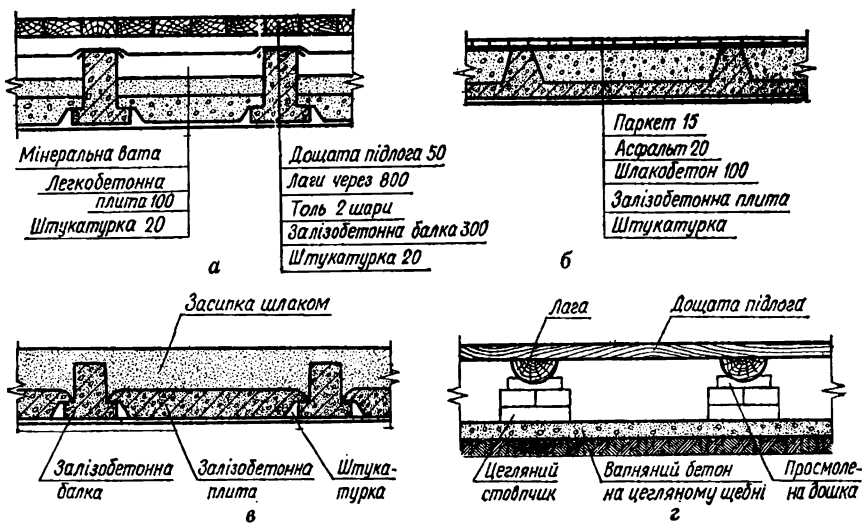 Мінеральна вата
Легкобетонна
плита 100
Штукатурка 20
Дощата підлога 50
Лаги через 800
Толь 2 шари
Залізобетонна балка 300
Штукатурка 20
а
Паркет 15
Асфальт 20
Шлакобетон 100
Залізобетонна плита
Штукатурка
б
Засипка шлаком
Залізобетонна
балка
Залізобетонна
плита
Штука-
турка
в
Лага
Дощата підлога
Цегляний
стовпчик
Вапняний бетон
на цегляному щебні
Просмоле-
на дошка
г